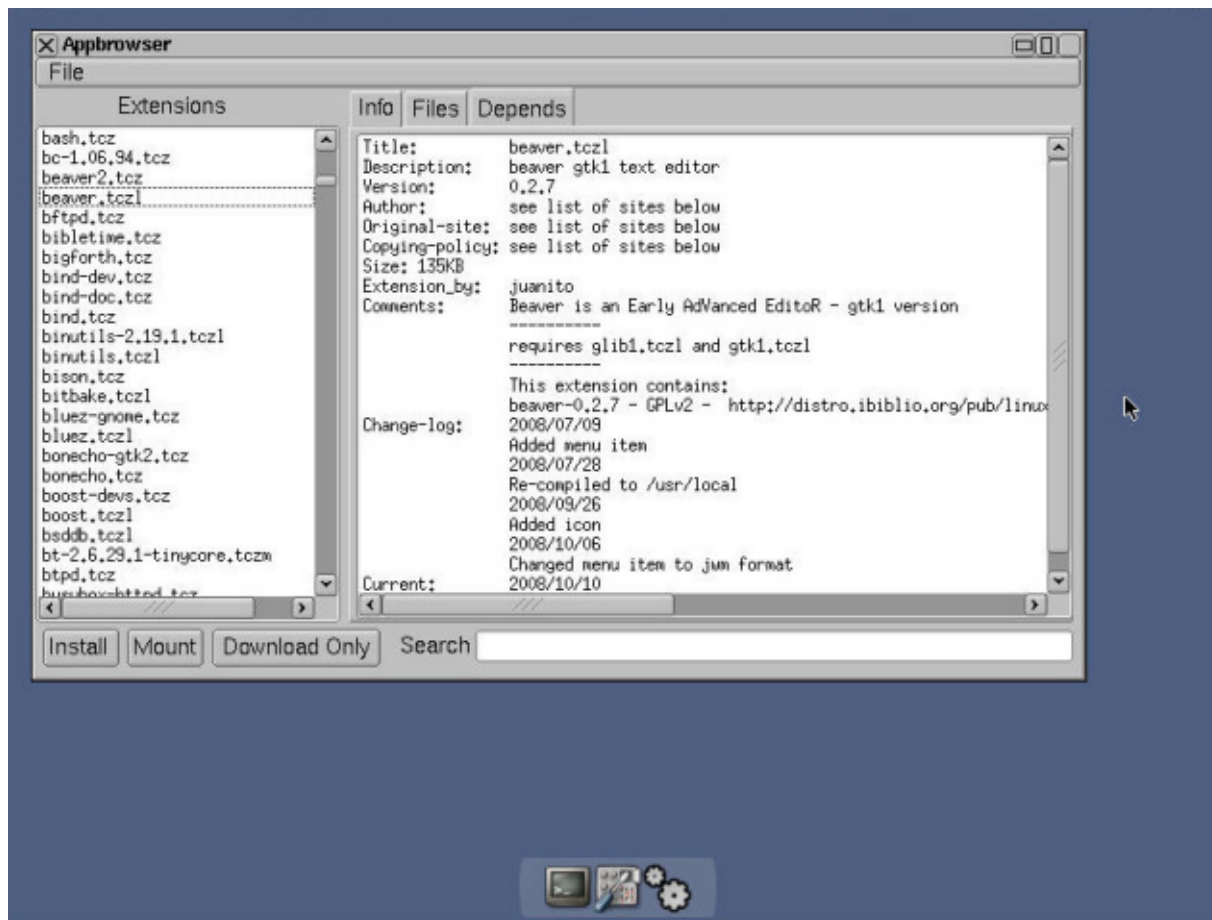 Appbrowser
File
Extensions
bash.tcz
bc-1.06.94.tcz
beaver2.tcz
beaver.tczl
bftpd.tcz
bibletime.tcz
bigforth.tcz
bind-dev.tcz
bind-doc.tcz
bind.tcz
binutils-2.19.1.tczl
binutils.tczl
bison.tcz
bitbake.tczl
bluez-gnome.tcz
bluez.tczl
bonecho-gtk2.tcz
bonecho.tcz
boost-devs.tcz
boost.tczl
bsddb.tczl
bt-2.6.29.1-tinycore.tczm
btpd.tcz
busybox-httpd.tcz
Info Files Depends
Title: beaver.tczl
Description: beaver gtk1 text editor
Version: 0.2.7
Author: see list of sites below
Original-site: see list of sites below
Copying-policy: see list of sites below
Size: 135KB
Extension_by: juanito
Comments: Beaver is an Early AdVanced EditoR - gtk1 version
----------
requires glib1.tczl and gtk1.tczl
----------
This extension contains:
beaver-0.2.7 - GPLv2 - http://distro.ibiblio.org/pub/linux
Change-log: 2008/07/09
Added menu item
2008/07/28
Re-compiled to /usr/local
2008/09/26
Added icon
2008/10/06
Changed menu item to jwm format
Current: 2008/10/10
Install Mount Download Only Search